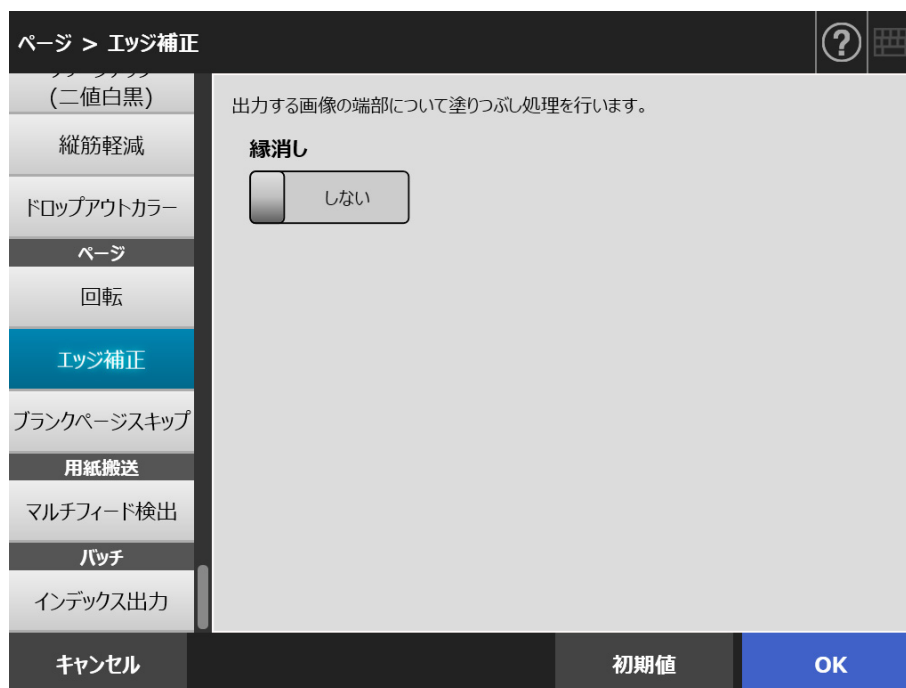 ページ > エッジ補正
(二値白黒)
縦筋軽減
ドロップアウトカラー
ページ
回転
エッジ補正
ブランクページスキップ
用紙搬送
マルチフィード検出
バッチ
インデックス出力
出力する画像の端部について塗りつぶし処理を行います。
縁消し
しない
キャンセル
初期値
OK